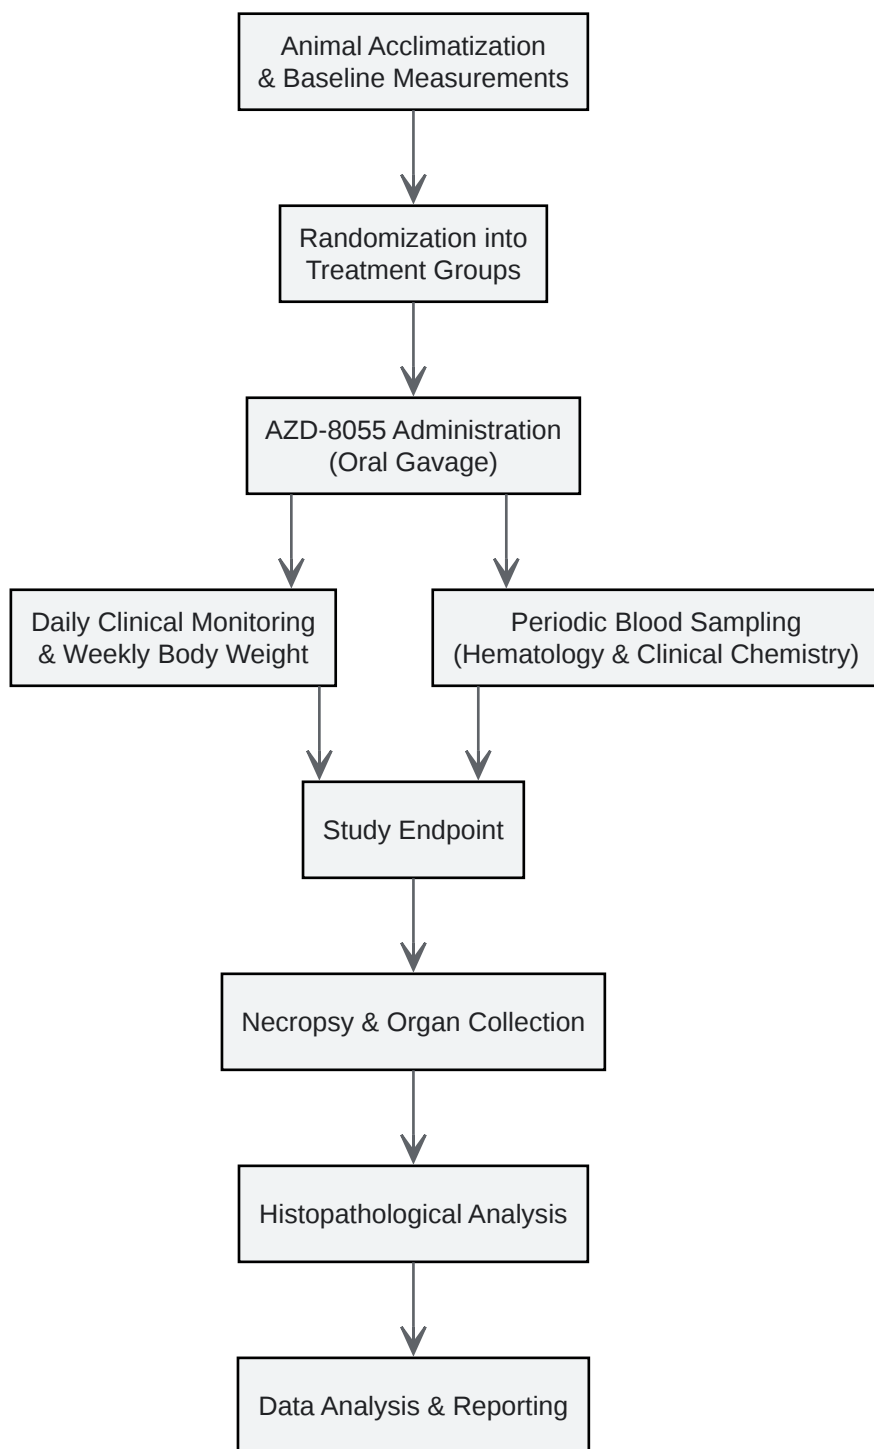 Animal Acclimatization
& Baseline Measurements
Randomization into
Treatment Groups
AZD-8055 Administration
(Oral Gavage)
Daily Clinical Monitoring
& Weekly Body Weight
Periodic Blood Sampling
(Hematology & Clinical Chemistry)
Study Endpoint
Necropsy & Organ Collection
Histopathological Analysis
Data Analysis & Reporting